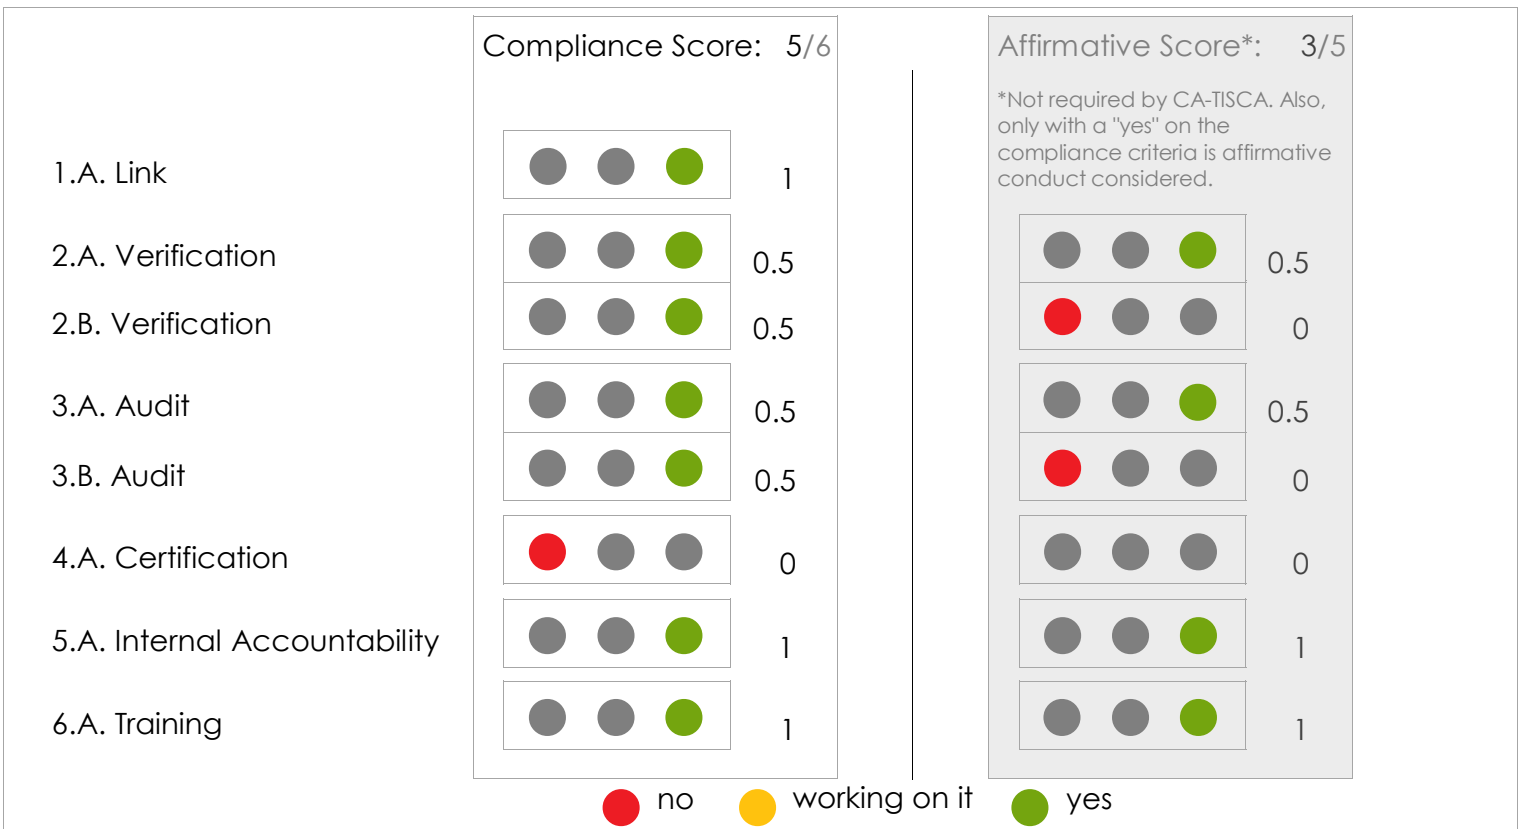 Compliance Score: 5/6
Affirmative Score*: 3/5
*Not required by CA-TISCA. Also,
only with a "yes" on the
compliance criteria is affirmative
conduct considered.
1.A. Link 1
2.A. Verification 0.5 0.5
2.B. Verification 0.5 0
3.A. Audit 0.5 0.5
3.B. Audit 0.5 0
4.A. Certification 0 0
5.A. Internal Accountability 1 1
6.A. Training 1 1
no working on it yes